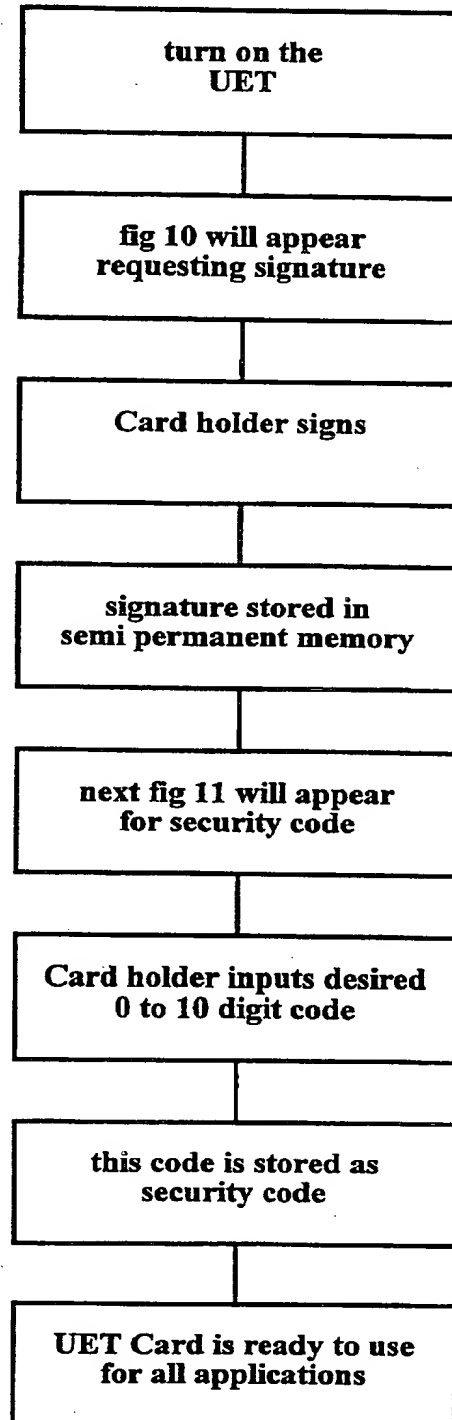 turn on the
UET
fig 10 will appear
requesting signature
Card holder signs
signature stored in
semi permanent memory
next fig 11 will appear
for security code
Card holder inputs desired
0 to 10 digit code
this code is stored as
security code
UET Card is ready to use
for all applications